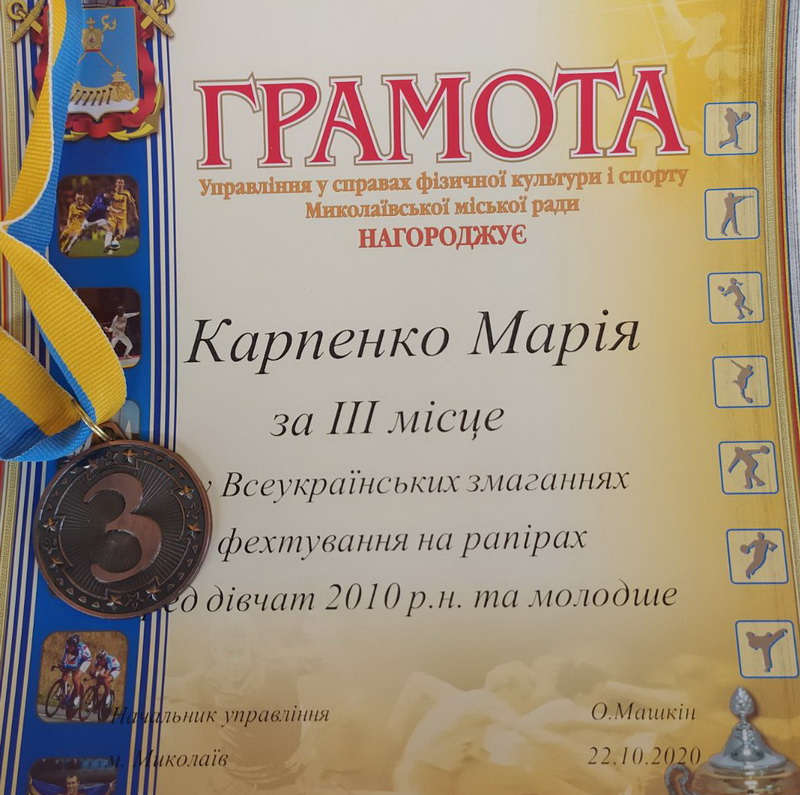 ГРАМОТА
Управління у справах фізичної культури і спорту
Миколаївської міської ради
НАГОРОДЖУЄ
Карпенко Марія
за III місце
у Всеукраїнських змаганнях
фехтування на рапірах
дівчат 2010 р.н. та молодше
Начальник управління
О.Машкін
м. Миколаїв
22.10.2020
3